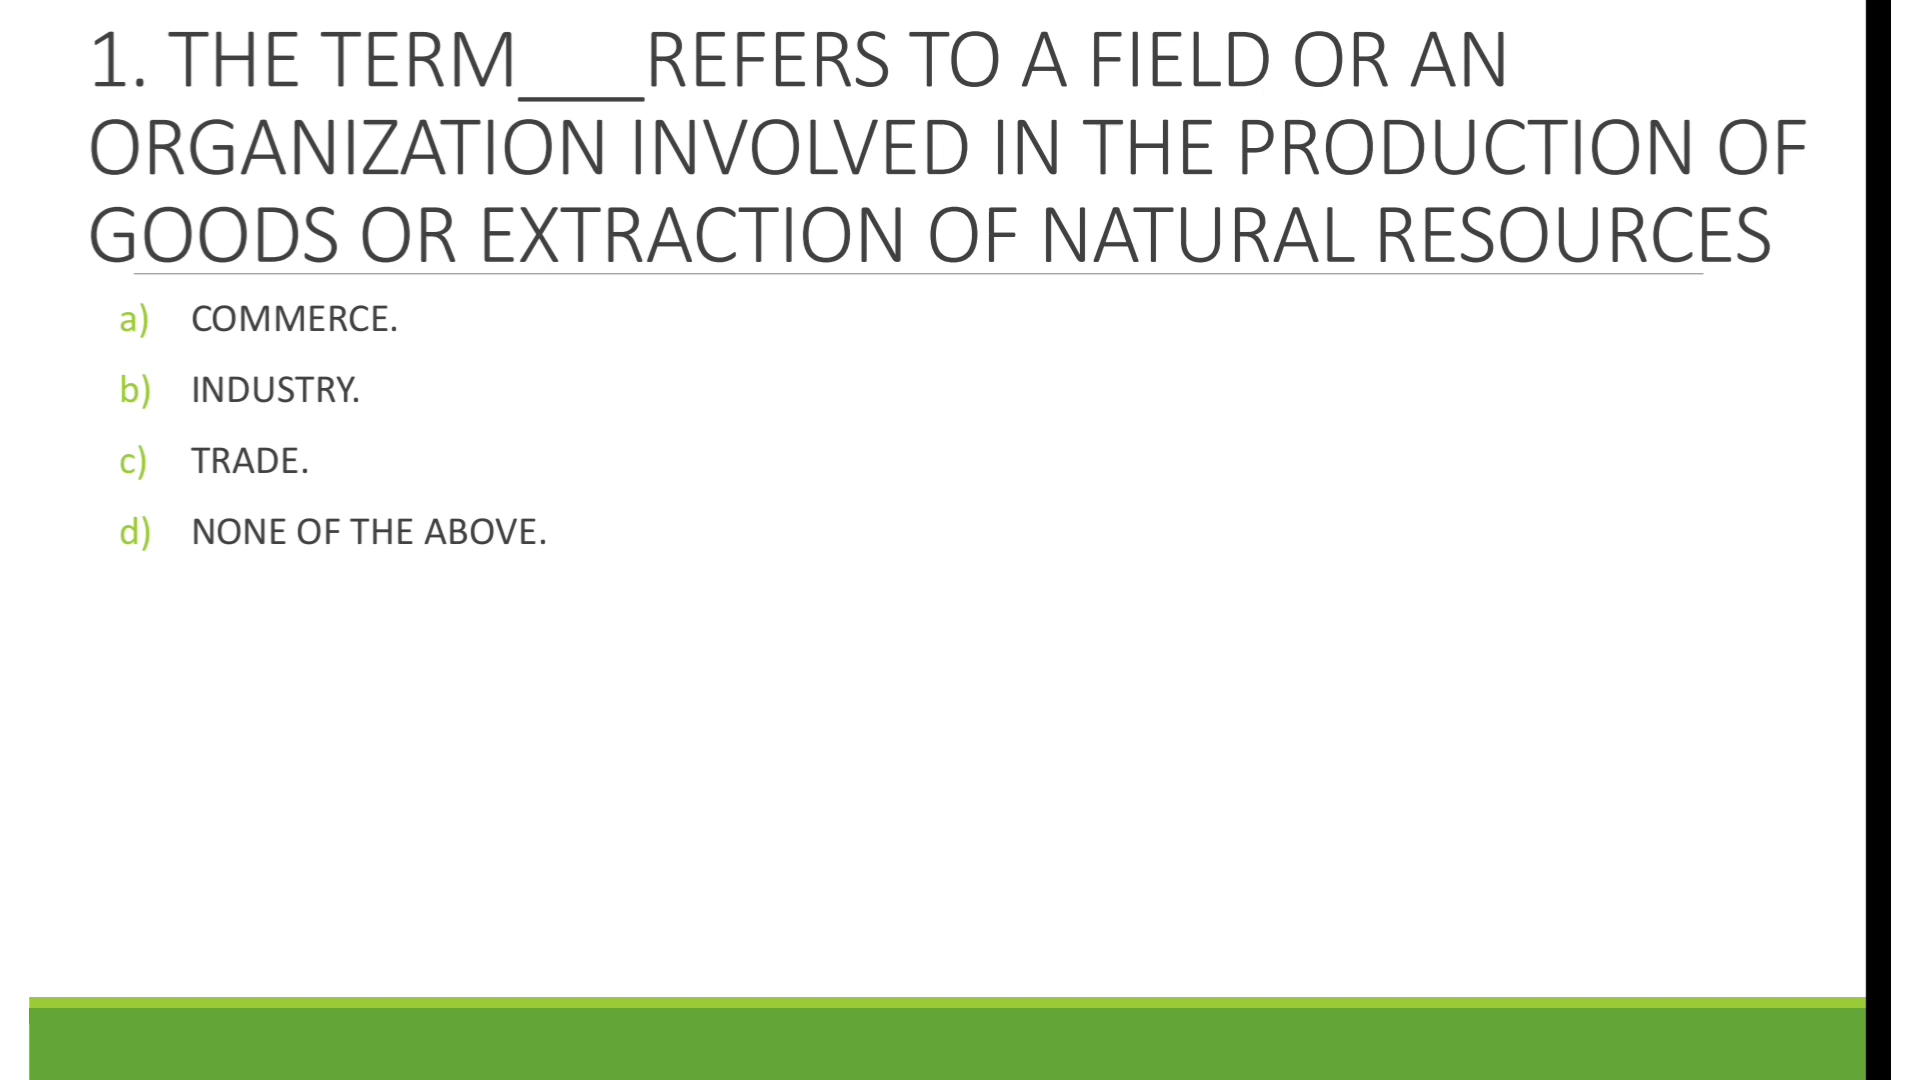 1. THE TERM___REFERS TO A FIELD OR AN
ORGANIZATION INVOLVED IN THE PRODUCTION OF
GOODS OR EXTRACTION OF NATURAL RESOURCES
a) COMMERCE.
b) INDUSTRY.
c) TRADE.
d) NONE OF THE ABOVE.